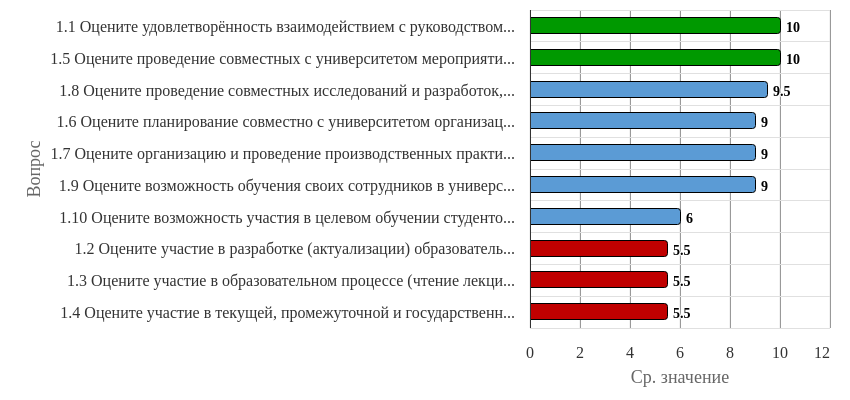 1.1 Оцените удовлетворённость взаимодействием с руководством... 10
1.5 Оцените проведение совместных с университетом мероприяти... 10
1.8 Оцените проведение совместных исследований и разработок,... 9.5
1.6 Оцените планирование совместно с университетом организац... 9
1.7 Оцените организацию и проведение производственных практи... 9
1.9 Оцените возможность обучения своих сотрудников в универс... 9
1.10 Оцените возможность участия в целевом обучении студенто... 6
1.2 Оцените участие в разработке (актуализации) образователь... 5.5
1.3 Оцените участие в образовательном процессе (чтение лекци... 5.5
1.4 Оцените участие в текущей, промежуточной и государственн... 5.5
Вопрос
0 2 4 6 8 10 12
Ср. значение